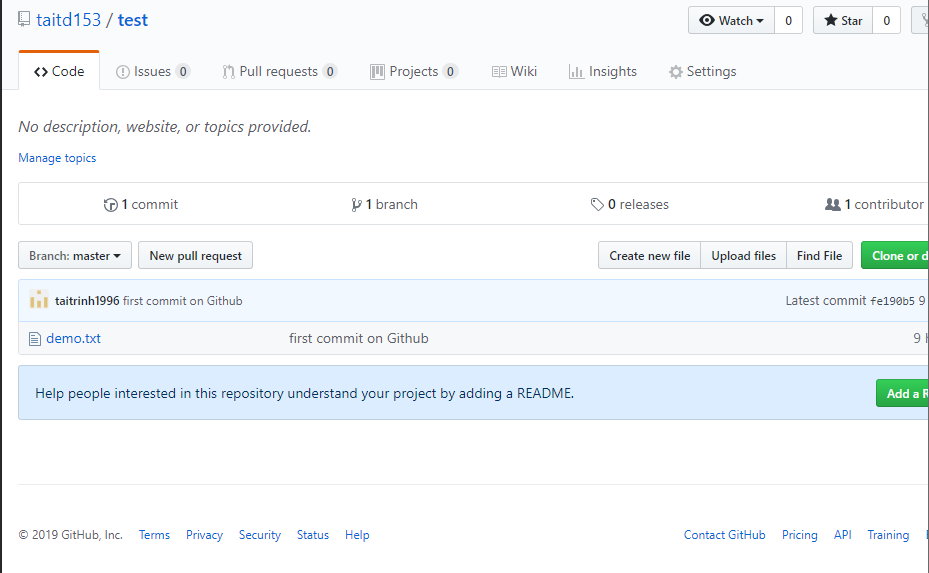 taitd153 / test
Watch 0 Star 0
Code Issues 0 Pull requests 0 Projects 0 Wiki Insights Settings
No description, website, or topics provided.
Manage topics
1 commit 1 branch 0 releases 1 contributor
Branch: master New pull request Create new file Upload files Find File Clone or d
taitrinh1996 first commit on Github Latest commit fe190b5 9
demo.txt first commit on Github 9
Help people interested in this repository understand your project by adding a README. Add a R
© 2019 GitHub, Inc. Terms Privacy Security Status Help Contact GitHub Pricing API Training